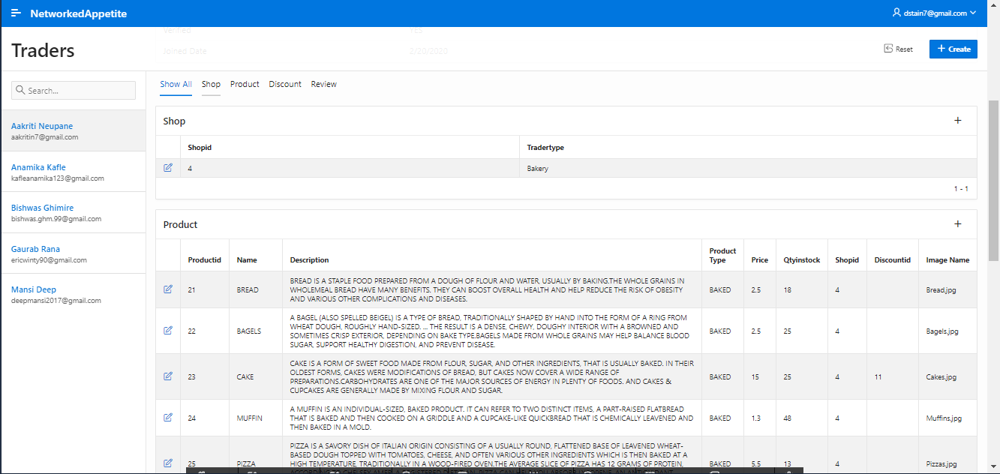 NetworkedAppetite
dstain7@gmail.com
Verified YES
Joined Date 2/20/2020
Traders
Reset
Create
Search...
Aakriti Neupane
aakritin7@gmail.com
Anamika Kafle
kafleanamika123@gmail.com
Bishwas Ghimire
bishwas.ghm.99@gmail.com
Gaurab Rana
ericwinty90@gmail.com
Mansi Deep
deepmansi2017@gmail.com
Show All Shop Product Discount Review
Shop
Shopid Tradertype
4 Bakery
1 - 1
Product
Productid Name Description Product Type Price Qtyinstock Shopid Discountid Image Name
21 BREAD
BREAD IS A STAPLE FOOD PREPARED FROM A DOUGH OF FLOUR AND WATER, USUALLY BY BAKING.THE WHOLE GRAINS IN
WHOLEMEAL BREAD HAVE MANY BENEFITS. THEY CAN BOOST OVERALL HEALTH AND HELP REDUCE THE RISK OF OBESITY
AND VARIOUS OTHER COMPLICATIONS AND DISEASES.
BAKED 2.5 18 4 Bread.jpg
22 BAGELS
A BAGEL (ALSO SPELLED BEIGEL) IS A TYPE OF BREAD, TRADITIONALLY SHAPED BY HAND INTO THE FORM OF A RING FROM
WHEAT DOUGH, ROUGHLY HAND-SIZED. ... THE RESULT IS A DENSE, CHEWY, DOUGHY INTERIOR WITH A BROWNED AND
SOMETIMES CRISP EXTERIOR, DEPENDING ON BAKE TYPE.BAGELS MADE FROM WHOLE GRAINS MAY HELP BALANCE BLOOD
SUGAR, SUPPORT HEALTHY DIGESTION, AND PREVENT DISEASE.
BAKED 2.5 25 4 Bagels.jpg
23 CAKE
CAKE IS A FORM OF SWEET FOOD MADE FROM FLOUR, SUGAR, AND OTHER INGREDIENTS, THAT IS USUALLY BAKED. IN THEIR
OLDEST FORMS, CAKES WERE MODIFICATIONS OF BREAD, BUT CAKES NOW COVER A WIDE RANGE OF
PREPARATIONS.CARBOHYDRATES ARE ONE OF THE MAJOR SOURCES OF ENERGY IN PLENTY OF FOODS. AND CAKES &
CUPCAKES ARE GENERALLY MADE BY MIXING FLOUR AND SUGAR.
BAKED 15 25 4 11 Cakes.jpg
24 MUFFIN
A MUFFIN IS AN INDIVIDUAL-SIZED, BAKED PRODUCT. IT CAN REFER TO TWO DISTINCT ITEMS, A PART-RAISED FLATBREAD
THAT IS BAKED AND THEN COOKED ON A GRIDDLE AND A CUPCAKE-LIKE QUICKBREAD THAT IS CHEMICALLY LEAVENED AND
THEN BAKED IN A MOLD.
BAKED 1.3 48 4 Muffins.jpg
25 PIZZA
PIZZA IS A SAVORY DISH OF ITALIAN ORIGIN CONSISTING OF A USUALLY ROUND, FLATTENED BASE OF LEAVENED WHEAT-
BASED DOUGH TOPPED WITH TOMATOES, CHEESE, AND OFTEN VARIOUS OTHER INGREDIENTS WHICH IS THEN BAKED AT A
HIGH TEMPERATURE, TRADITIONALLY IN A WOOD-FIRED OVEN.THE AVERAGE SLICE OF PIZZA HAS 12 GRAMS OF PROTEIN,
BAKED 5.5 13 4 Pizzas.jpg